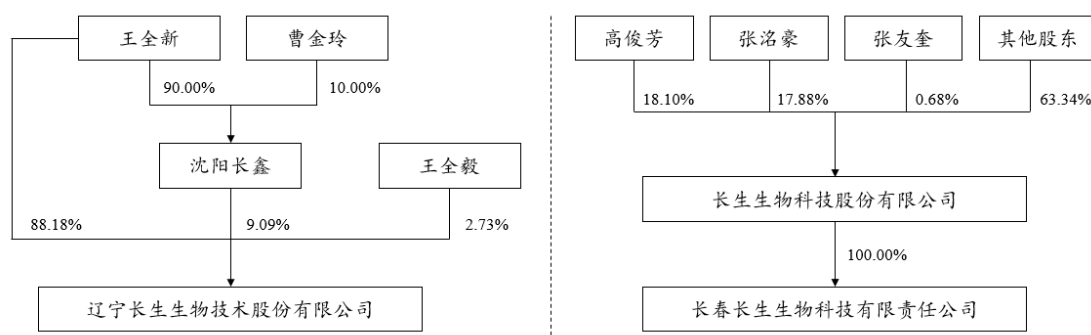 王全新
曹金玲
90.00%
10.00%
沈阳长鑫
王全毅
88.18%
9.09%
2.73%
辽宁长生生物技术股份有限公司
高俊芳
张洺豪
张友奎
其他股东
18.10%
17.88%
0.68%
63.34%
长生生物科技股份有限公司
100.00%
长春长生生物科技有限责任公司